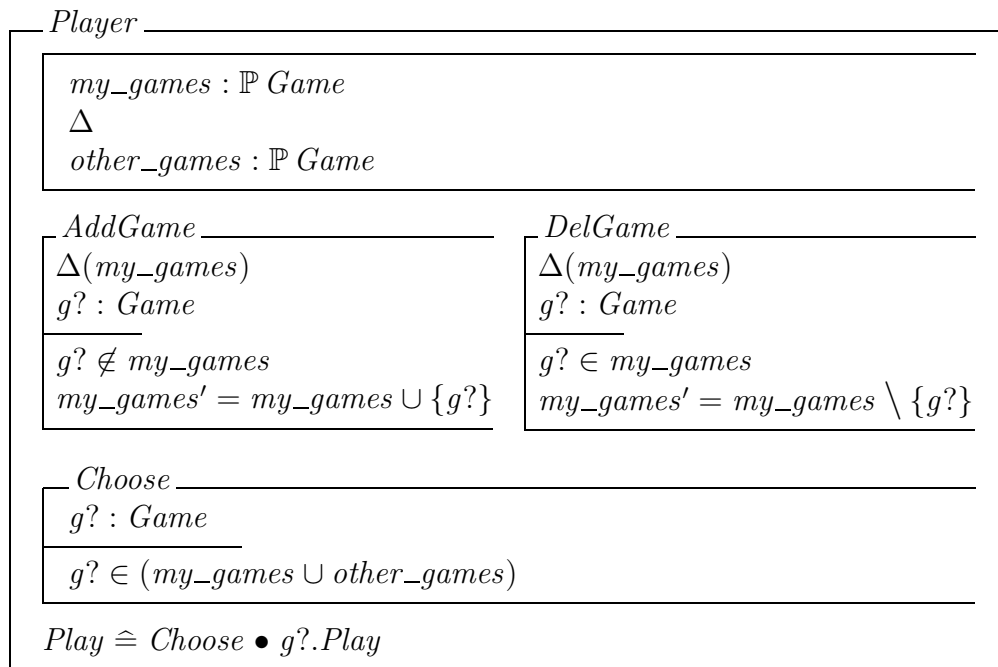 Player
my_games : ℙ Game
Δ
other_games : ℙ Game
AddGame
Δ(my_games)
g? : Game
g? ∉ my_games
my_games′ = my_games ∪ {g?}
DelGame
Δ(my_games)
g? : Game
g? ∈ my_games
my_games′ = my_games \ {g?}
Choose
g? : Game
g? ∈ (my_games ∪ other_games)
Play ≙ Choose • g?.Play